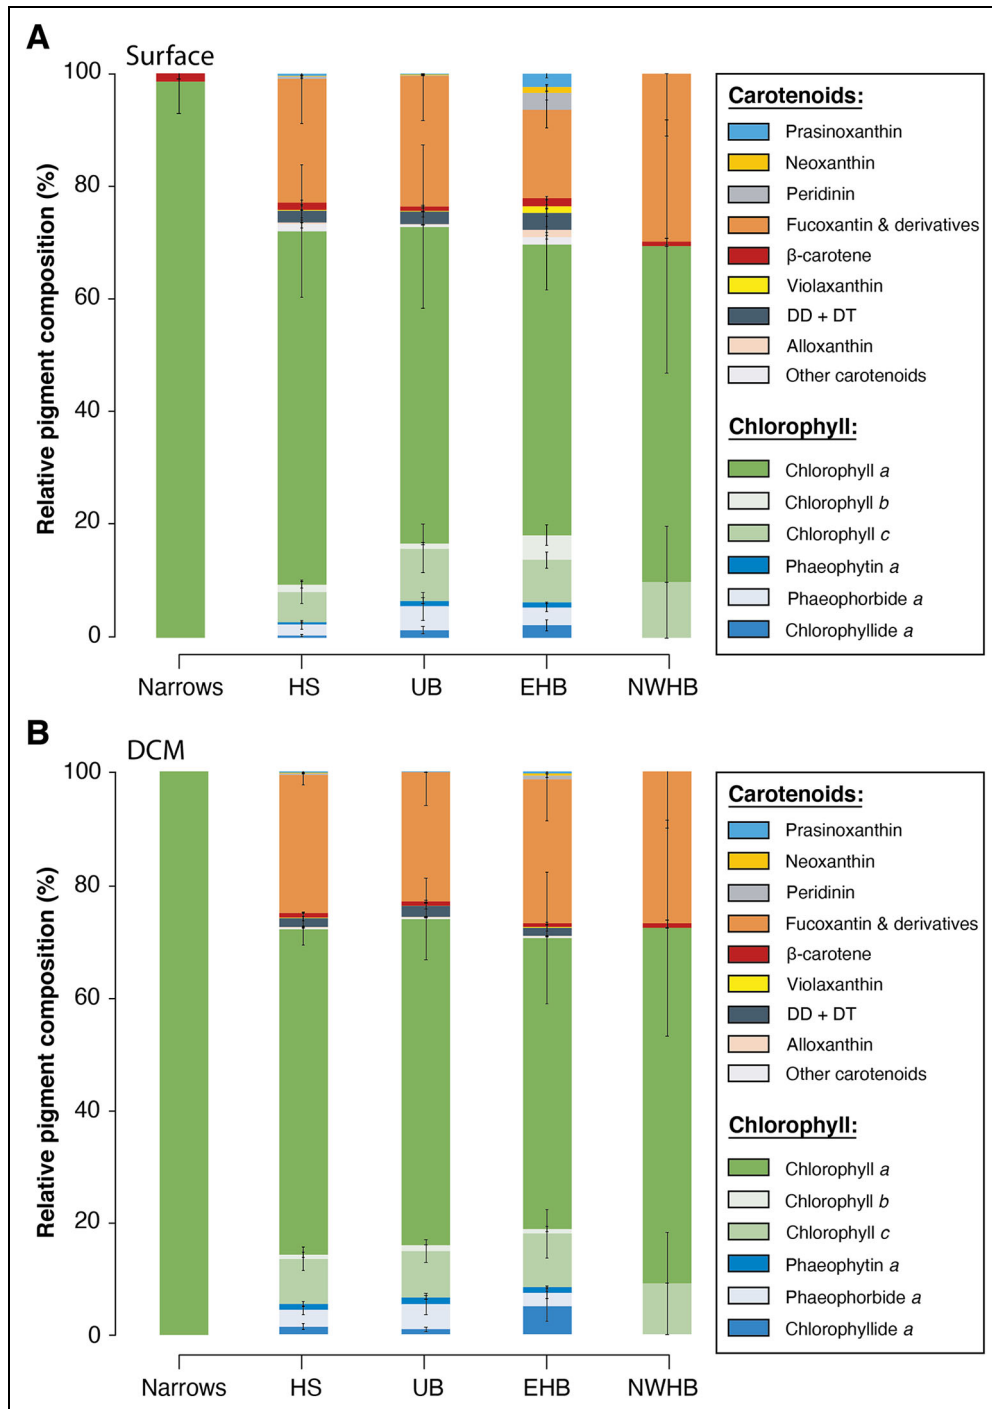 A
Surface
100
80
60
40
20
0
Relative pigment composition (%)
Narrows
HS
UB
EHB
NWHB
Carotenoids:
Prasinoxanthin
Neoxanthin
Peridinin
Fucoxantin & derivatives
β-carotene
Violaxanthin
DD + DT
Alloxanthin
Other carotenoids
Chlorophyll:
Chlorophyll a
Chlorophyll b
Chlorophyll c
Phaeophytin a
Phaeophorbide a
Chlorophyllide a
B
DCM
100
80
60
40
20
0
Relative pigment composition (%)
Narrows
HS
UB
EHB
NWHB
Carotenoids:
Prasinoxanthin
Neoxanthin
Peridinin
Fucoxantin & derivatives
β-carotene
Violaxanthin
DD + DT
Alloxanthin
Other carotenoids
Chlorophyll:
Chlorophyll a
Chlorophyll b
Chlorophyll c
Phaeophytin a
Phaeophorbide a
Chlorophyllide a